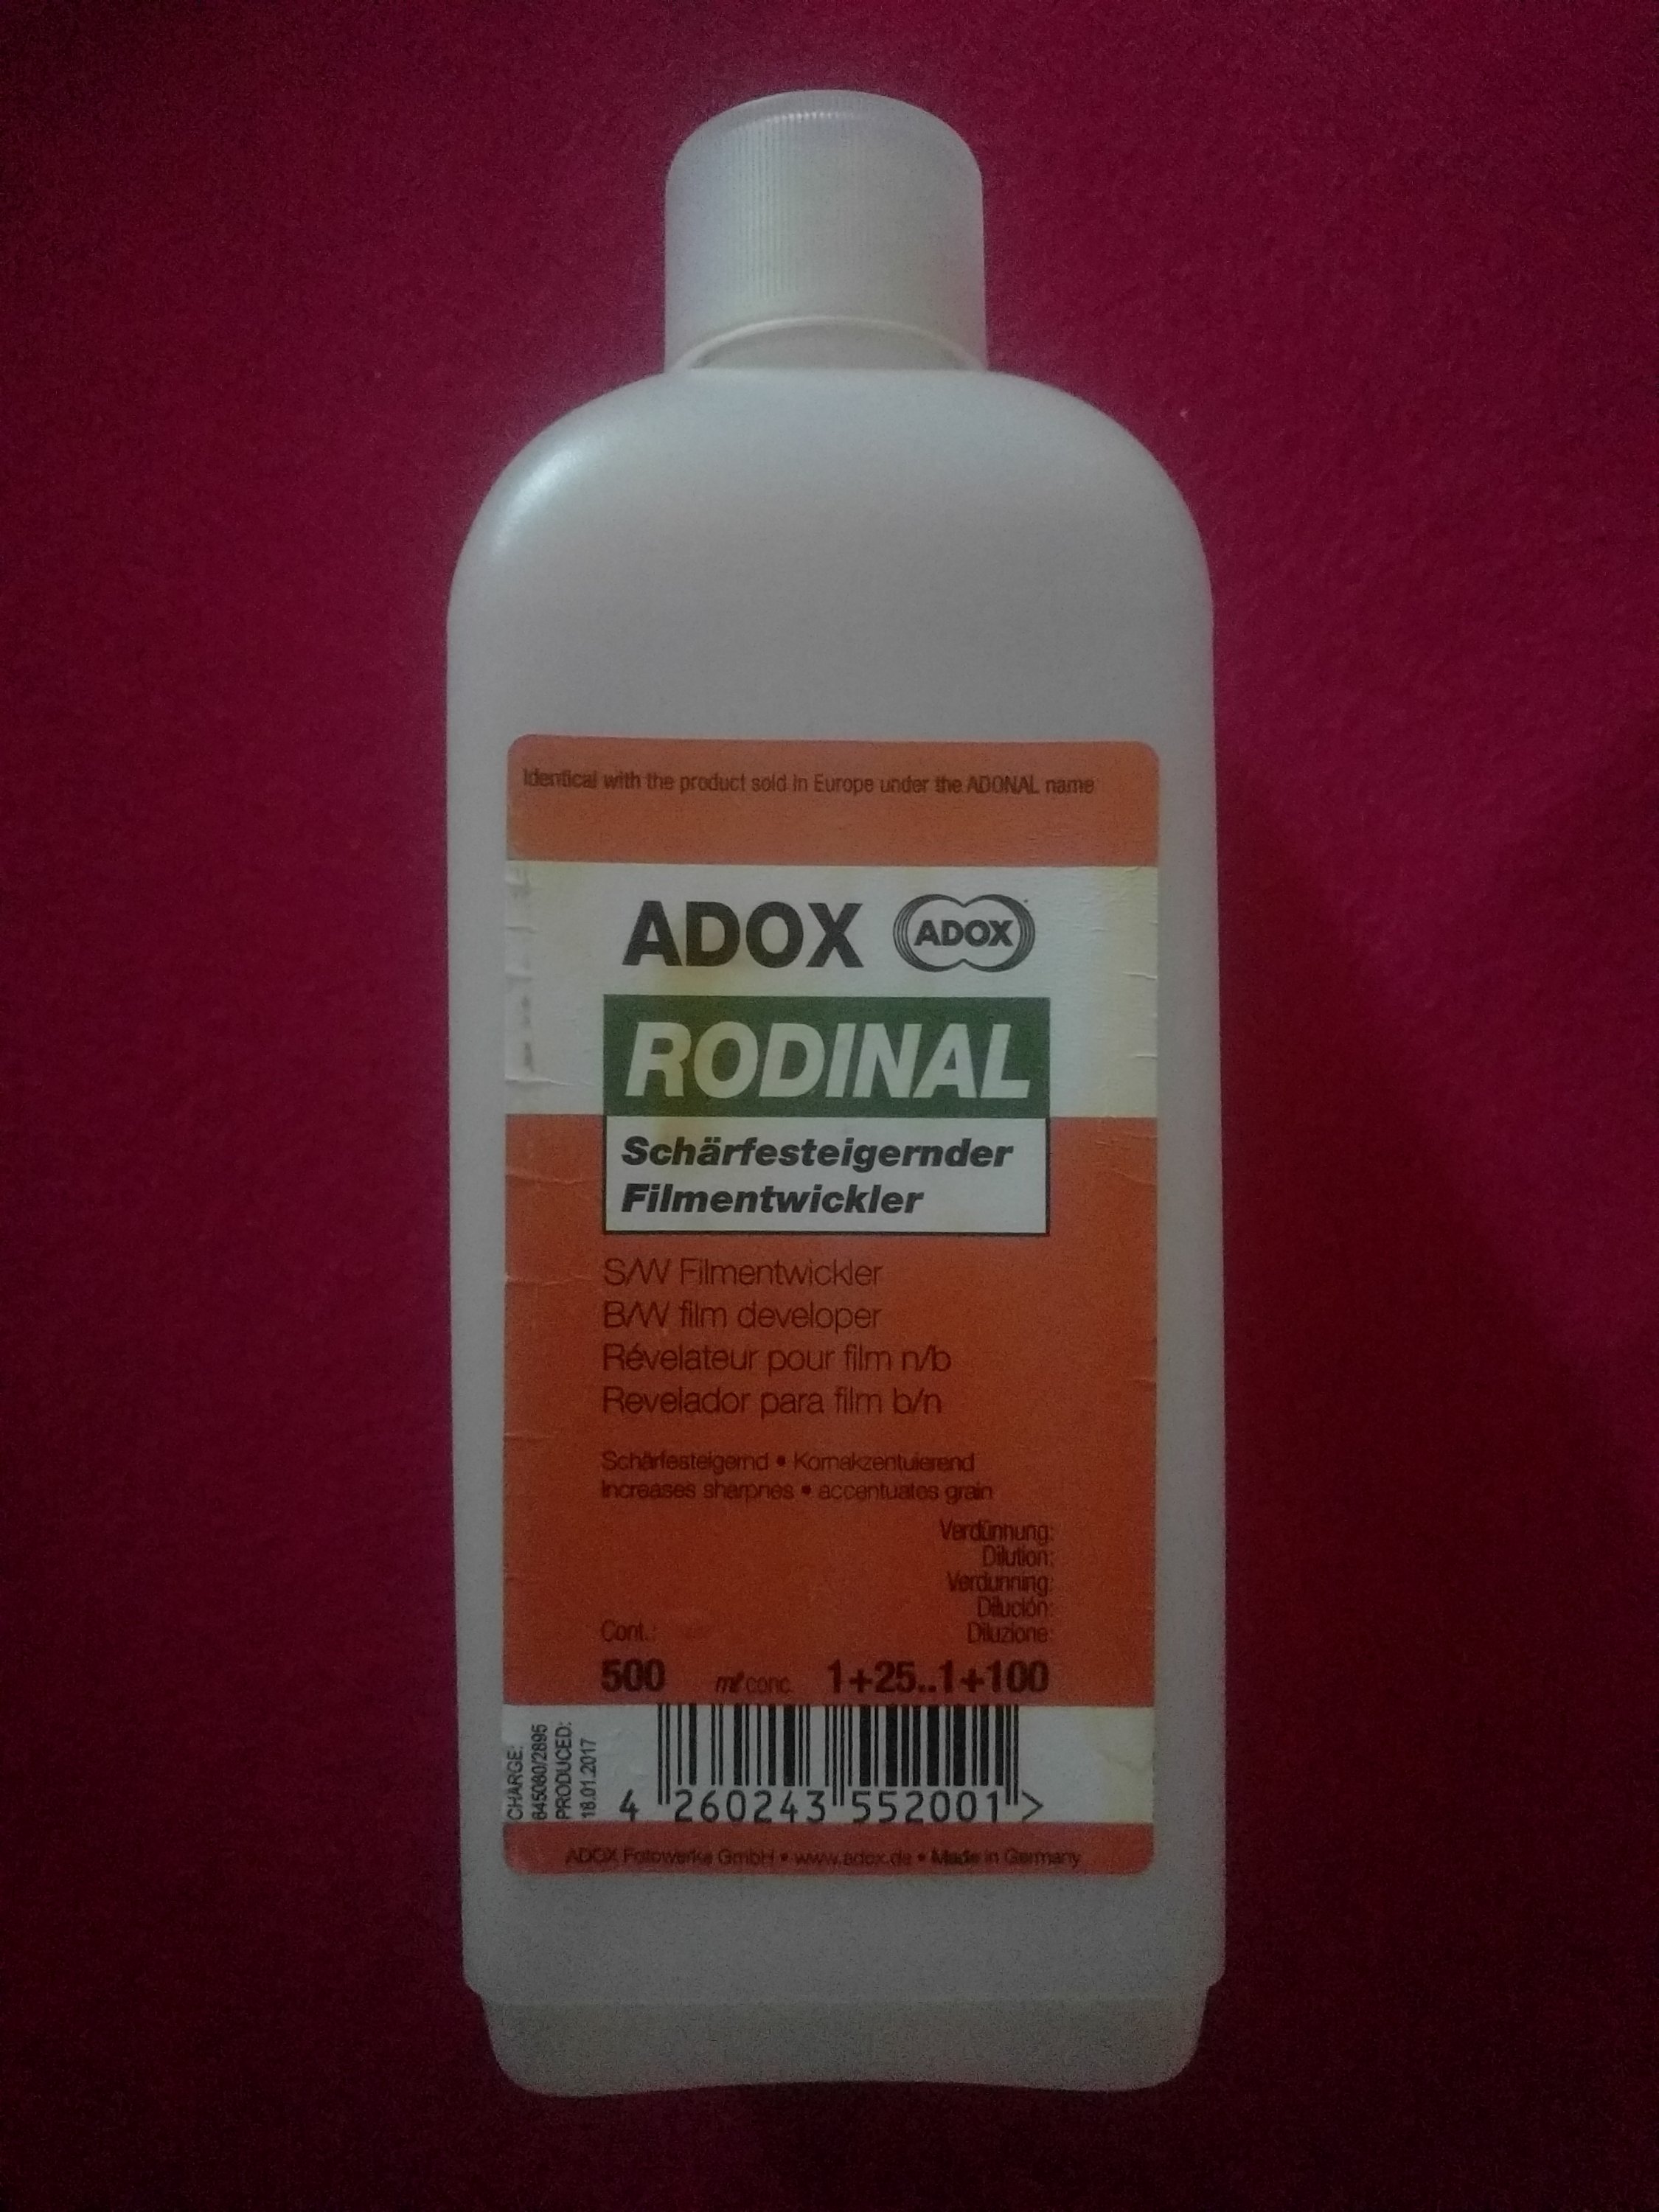 Identical with the product sold in Europe under the ADONAL name
ADOX ADOX
RODINAL
Schärfesteigernder
Filmentwickler
S/W Filmentwickler
B/W film developer
Révelateur pour film n/b
Revelador para film b/n
Schärfesteigernd • Kornakzentuierend
Increases sharpnes • accentuates grain
Verdünnung:
Dilution:
Verdunning:
Dilución:
Diluzione:
Cont.:
500 ml conc. 1+25..1+100
CHARGE:
645080/2895
PRODUCED:
18.01.2017
4 260243 552001 >
ADOX Fotowerke GmbH • www.adox.de • Made in Germany